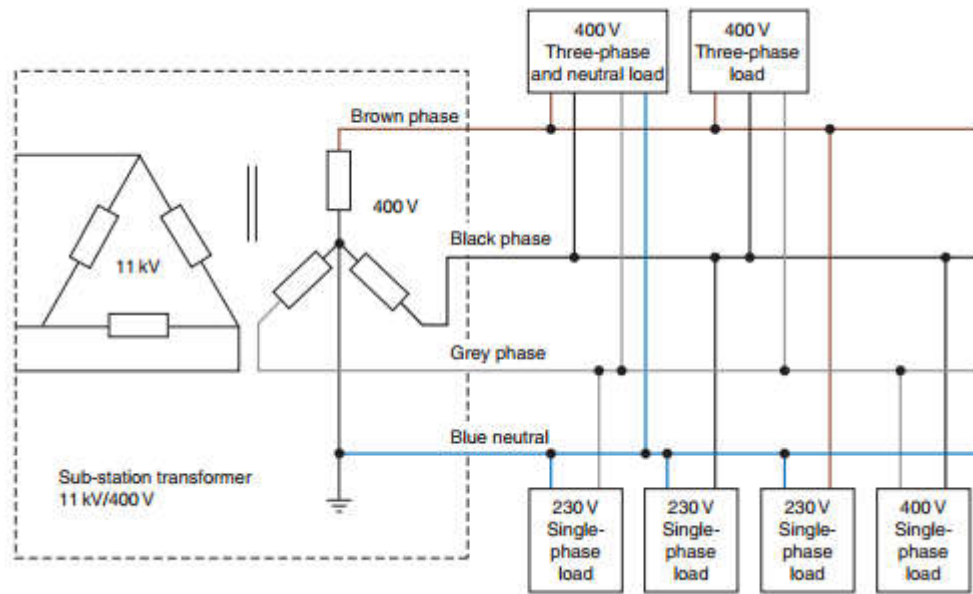 400 V
Three-phase
and neutral load
400 V
Three-phase
load
Brown phase
400 V
11 kV
Black phase
Grey phase
Blue neutral
Sub-station transformer
11 kV/400 V
230 V
Single-
phase
load
230 V
Single-
phase
load
230 V
Single-
phase
load
400 V
Single-
phase
load